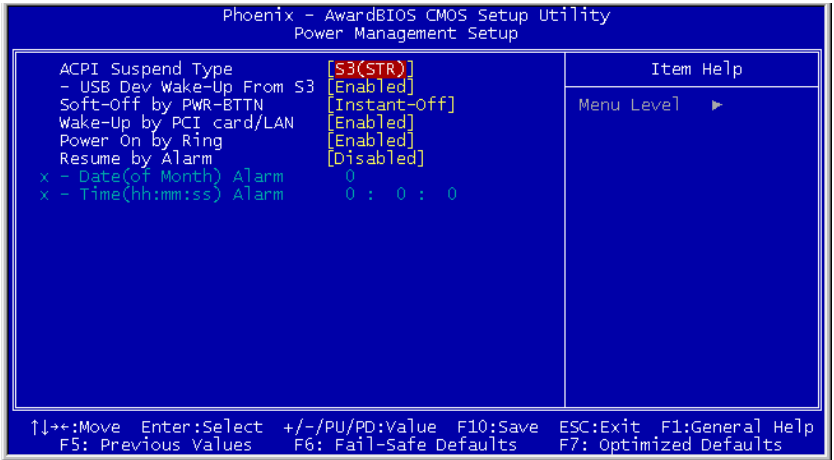 Phoenix - AwardBIOS CMOS Setup Utility
Power Management Setup
ACPI Suspend Type [S3(STR)]
- USB Dev Wake-Up From S3 [Enabled]
Soft-Off by PWR-BTTN [Instant-Off]
Wake-Up by PCI card/LAN [Enabled]
Power On by Ring [Enabled]
Resume by Alarm [Disabled]
x - Date(of Month) Alarm 0
x - Time(hh:mm:ss) Alarm 0 : 0 : 0
Item Help
Menu Level ►
↑↓→←:Move Enter:Select +/-/PU/PD:Value F10:Save ESC:Exit F1:General Help
F5: Previous Values F6: Fail-Safe Defaults F7: Optimized Defaults